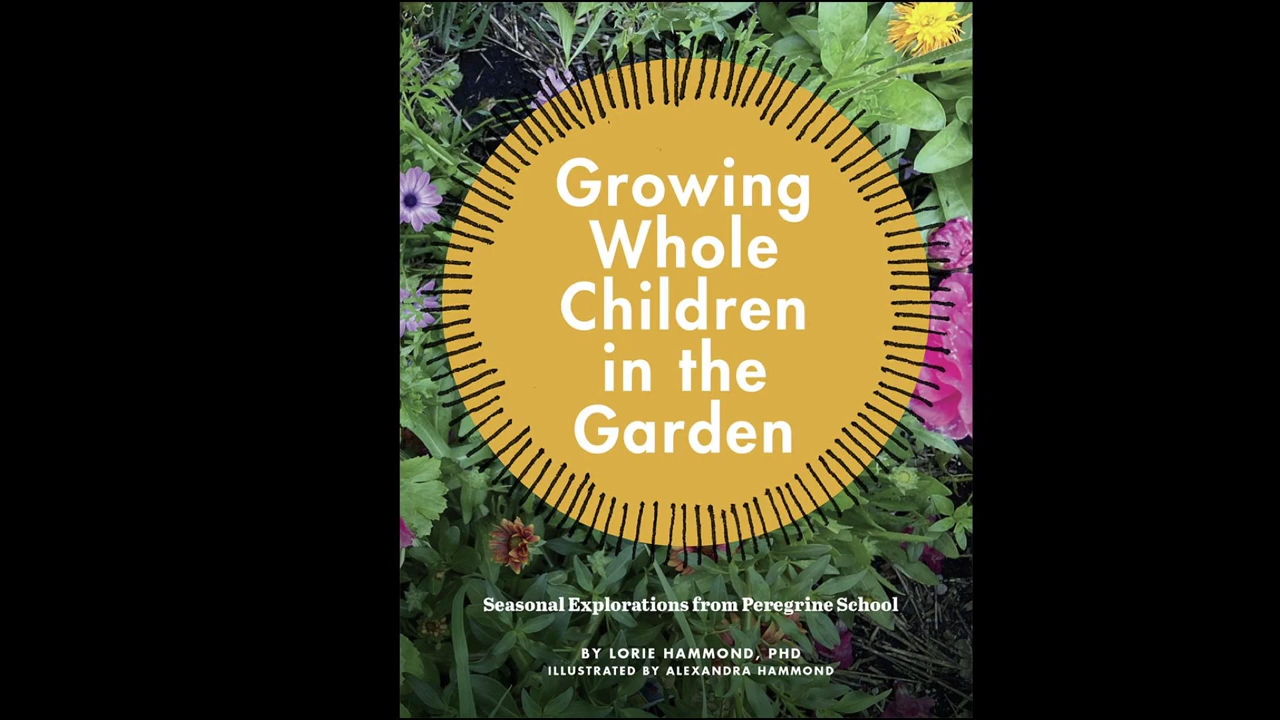 Growing
Whole
Children
in the
Garden
Seasonal Explorations from Peregrine School
BY LORIE HAMMOND, PHD
ILLUSTRATED BY ALEXANDRA HAMMOND